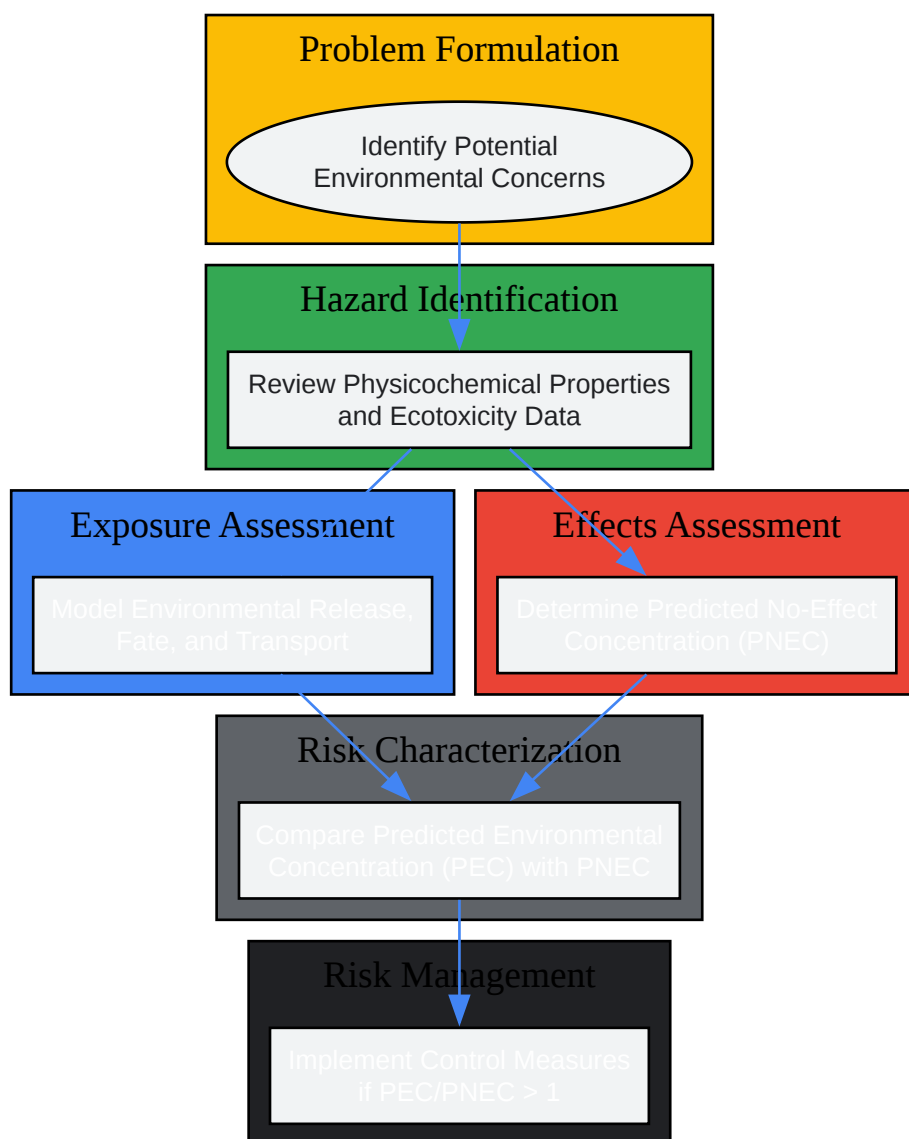 Problem Formulation
Identify Potential
Environmental Concerns
Hazard Identification
Review Physicochemical Properties
and Ecotoxicity Data
Exposure Assessment
Model Environmental Release,
Fate, and Transport
Effects Assessment
Determine Predicted No-Effect
Concentration (PNEC)
Risk Characterization
Compare Predicted Environmental
Concentration (PEC) with PNEC
Risk Management
Implement Control Measures
if PEC/PNEC > 1